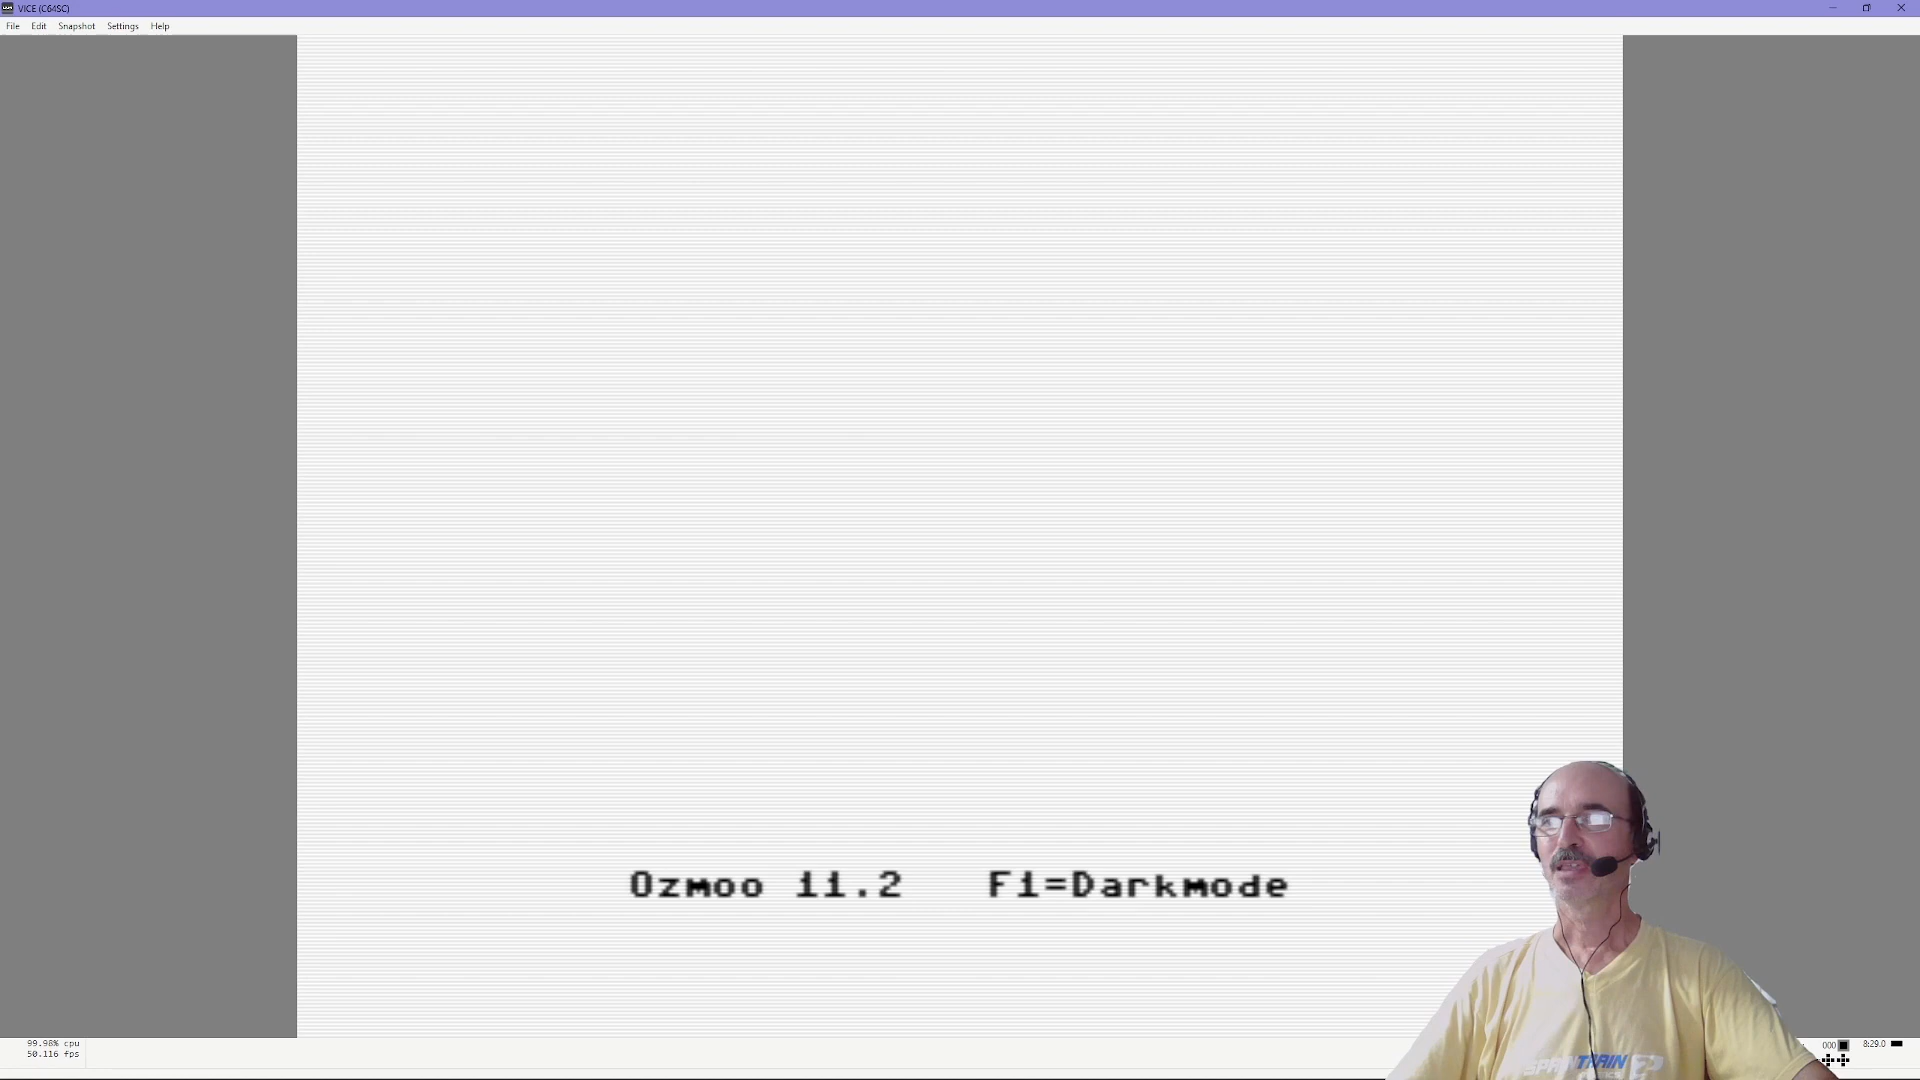 VICE (C64SC)
File Edit Snapshot Settings Help
Ozmoo 11.2 F1=Darkmode
99.98% cpu
50.116 fps
000
8:29.0